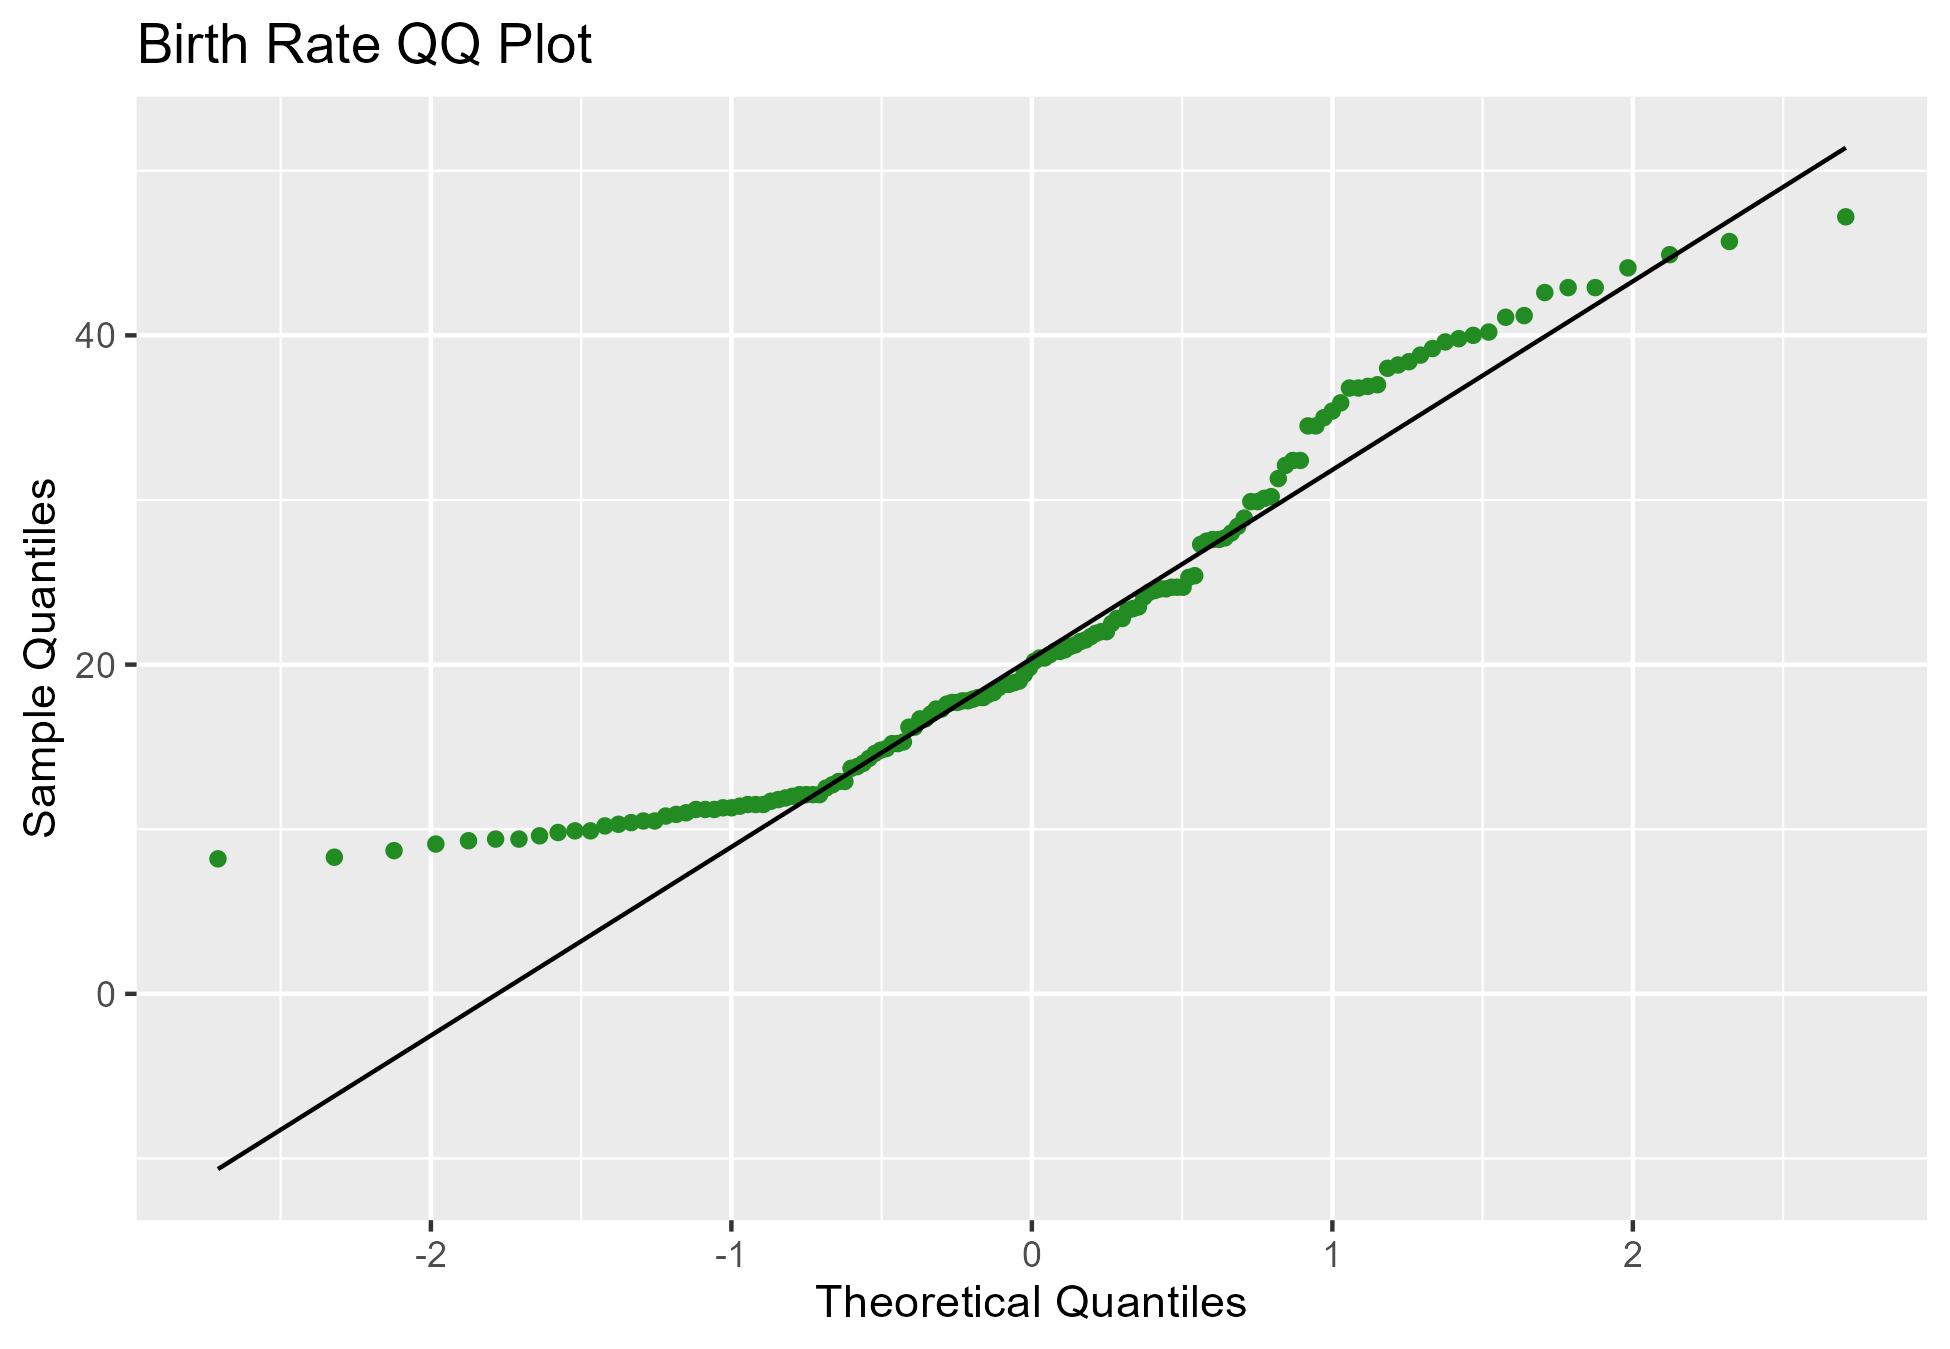 Birth Rate QQ Plot
Sample Quantiles
40
20
0
-2 -1 0 1 2
Theoretical Quantiles